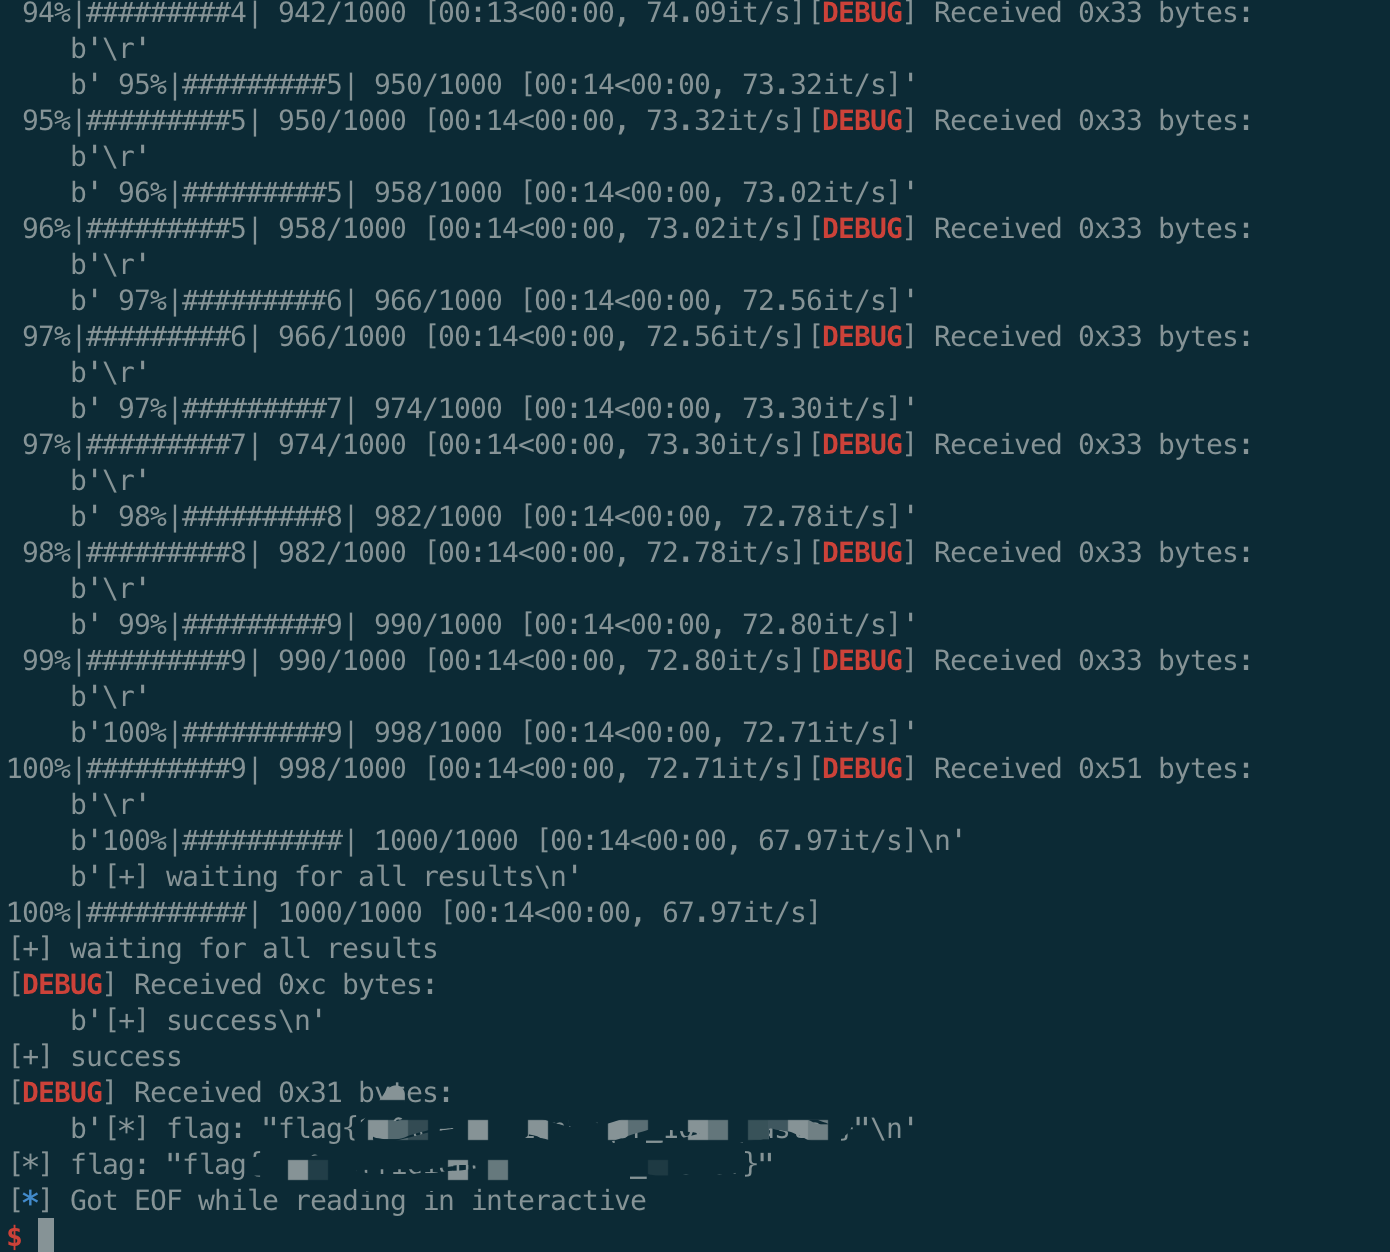 94%|#########4| 942/1000 [00:13<00:00, 74.09it/s][DEBUG] Received 0x33 bytes:
b'\r'
b' 95%|#########5| 950/1000 [00:14<00:00, 73.32it/s]'
95%|#########5| 950/1000 [00:14<00:00, 73.32it/s][DEBUG] Received 0x33 bytes:
b'\r'
b' 96%|#########5| 958/1000 [00:14<00:00, 73.02it/s]'
96%|#########5| 958/1000 [00:14<00:00, 73.02it/s][DEBUG] Received 0x33 bytes:
b'\r'
b' 97%|#########6| 966/1000 [00:14<00:00, 72.56it/s]'
97%|#########6| 966/1000 [00:14<00:00, 72.56it/s][DEBUG] Received 0x33 bytes:
b'\r'
b' 97%|#########7| 974/1000 [00:14<00:00, 73.30it/s]'
97%|#########7| 974/1000 [00:14<00:00, 73.30it/s][DEBUG] Received 0x33 bytes:
b'\r'
b' 98%|#########8| 982/1000 [00:14<00:00, 72.78it/s]'
98%|#########8| 982/1000 [00:14<00:00, 72.78it/s][DEBUG] Received 0x33 bytes:
b'\r'
b' 99%|#########9| 990/1000 [00:14<00:00, 72.80it/s]'
99%|#########9| 990/1000 [00:14<00:00, 72.80it/s][DEBUG] Received 0x33 bytes:
b'\r'
b'100%|#########9| 998/1000 [00:14<00:00, 72.71it/s]'
100%|#########9| 998/1000 [00:14<00:00, 72.71it/s][DEBUG] Received 0x51 bytes:
b'\r'
b'100%|##########| 1000/1000 [00:14<00:00, 67.97it/s]\n'
b'[+] waiting for all results\n'
100%|##########| 1000/1000 [00:14<00:00, 67.97it/s]
[+] waiting for all results
[DEBUG] Received 0xc bytes:
b'[+] success\n'
[+] success
[DEBUG] Received 0x31 bytes:
b'[*] flag: "flag{ }"\n'
[*] flag: "flag{ }"
[*] Got EOF while reading in interactive
$